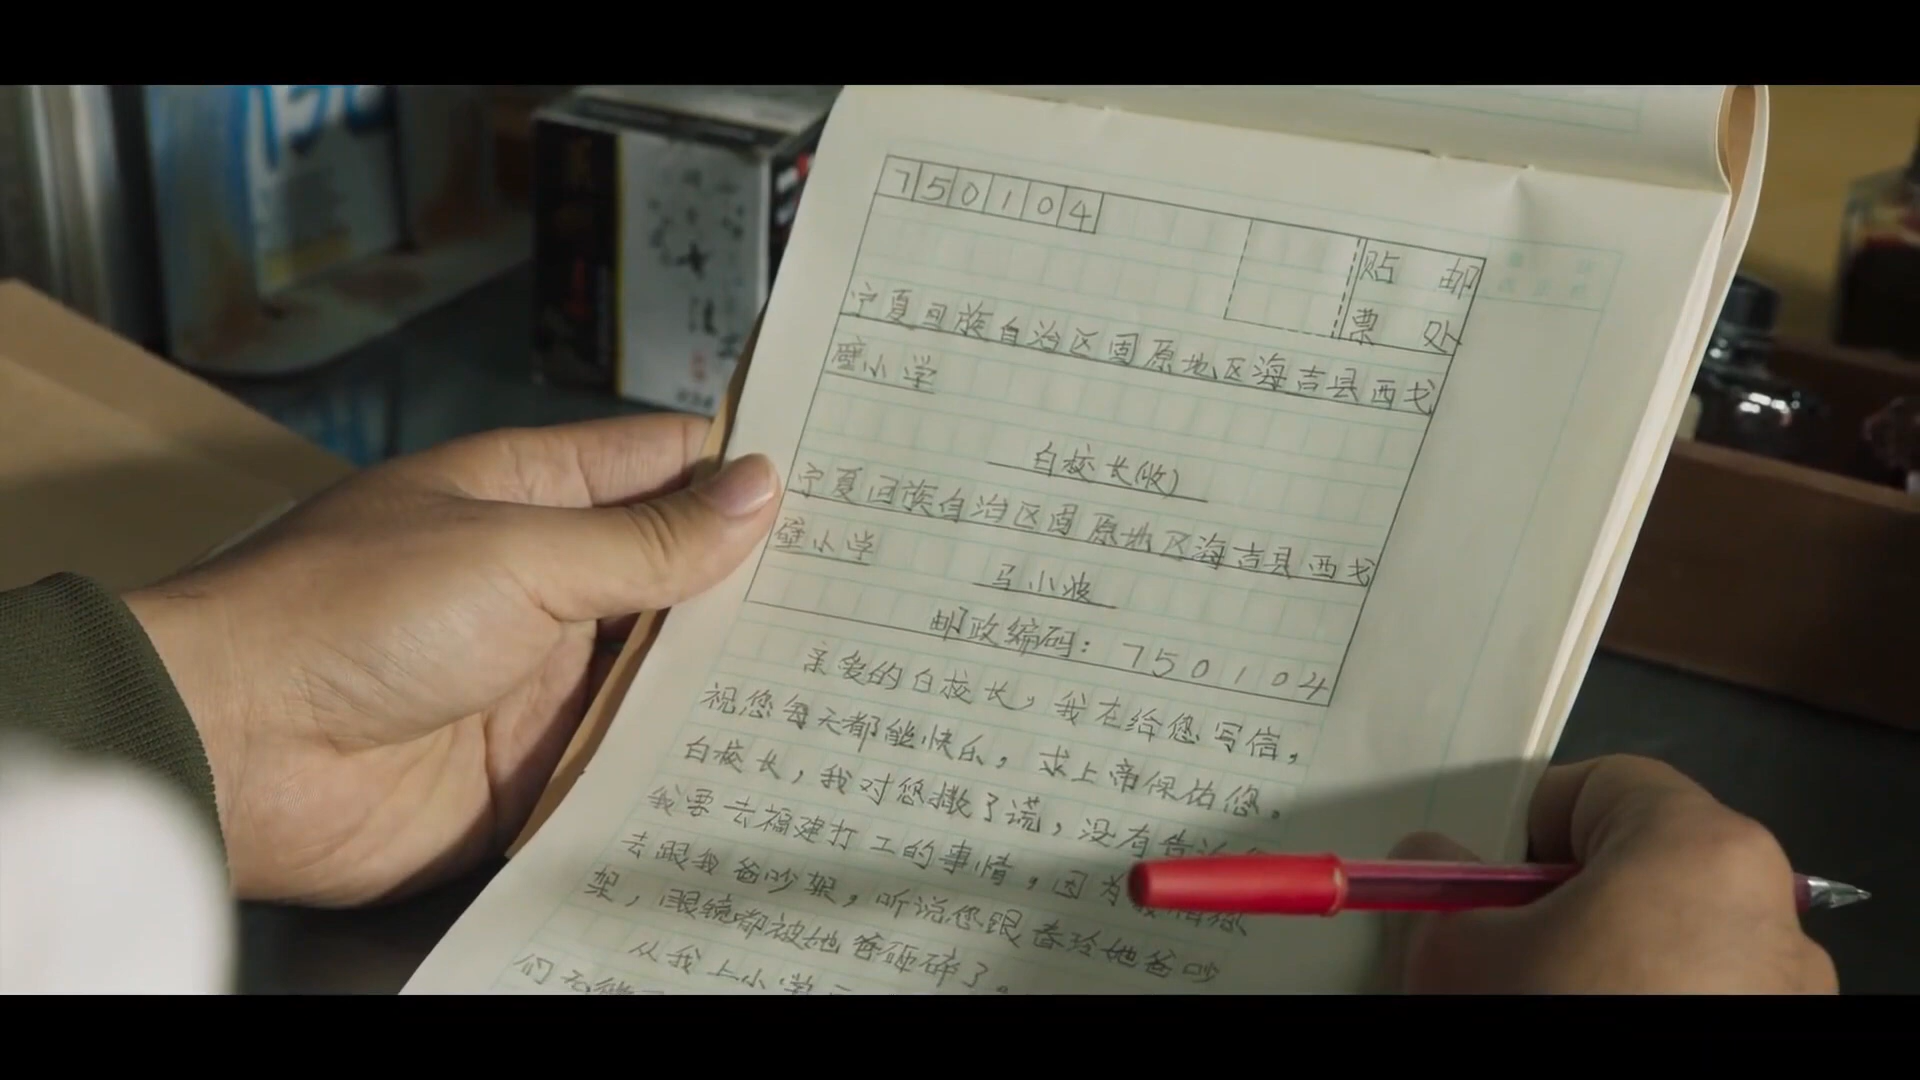 750104
贴 邮
票 处
宁夏回族自治区固原地区海吉县西戈
壁小学
白校长(收)
宁夏回族自治区固原地区海吉县西戈
壁小学
马小波
邮政编码：750104
亲爱的白校长，我在给您写信，
祝您每天都能快乐，求上帝保佑您。
白校长，我对您撒了谎，没有告诉
我要去福建打工的事情，因为
去跟我爸吵架，听说您跟春玲她爸吵
架，眼镜都被她爸砸碎了。
从我上小学
们